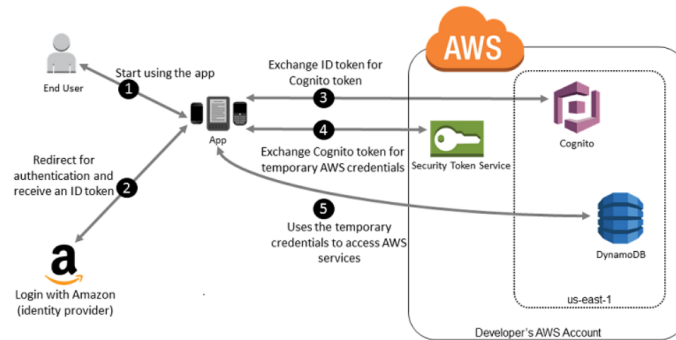 AWS
End User
1
Start using the app
App
Exchange ID token for
Cognito token
3
4
Exchange Cognito token for
temporary AWS credentials
Security Token Service
Cognito
Redirect for
authentication and
receive an ID token
2
5
Uses the temporary
credentials to access AWS
services
DynamoDB
a
Login with Amazon
(identity provider)
us-east-1
Developer's AWS Account